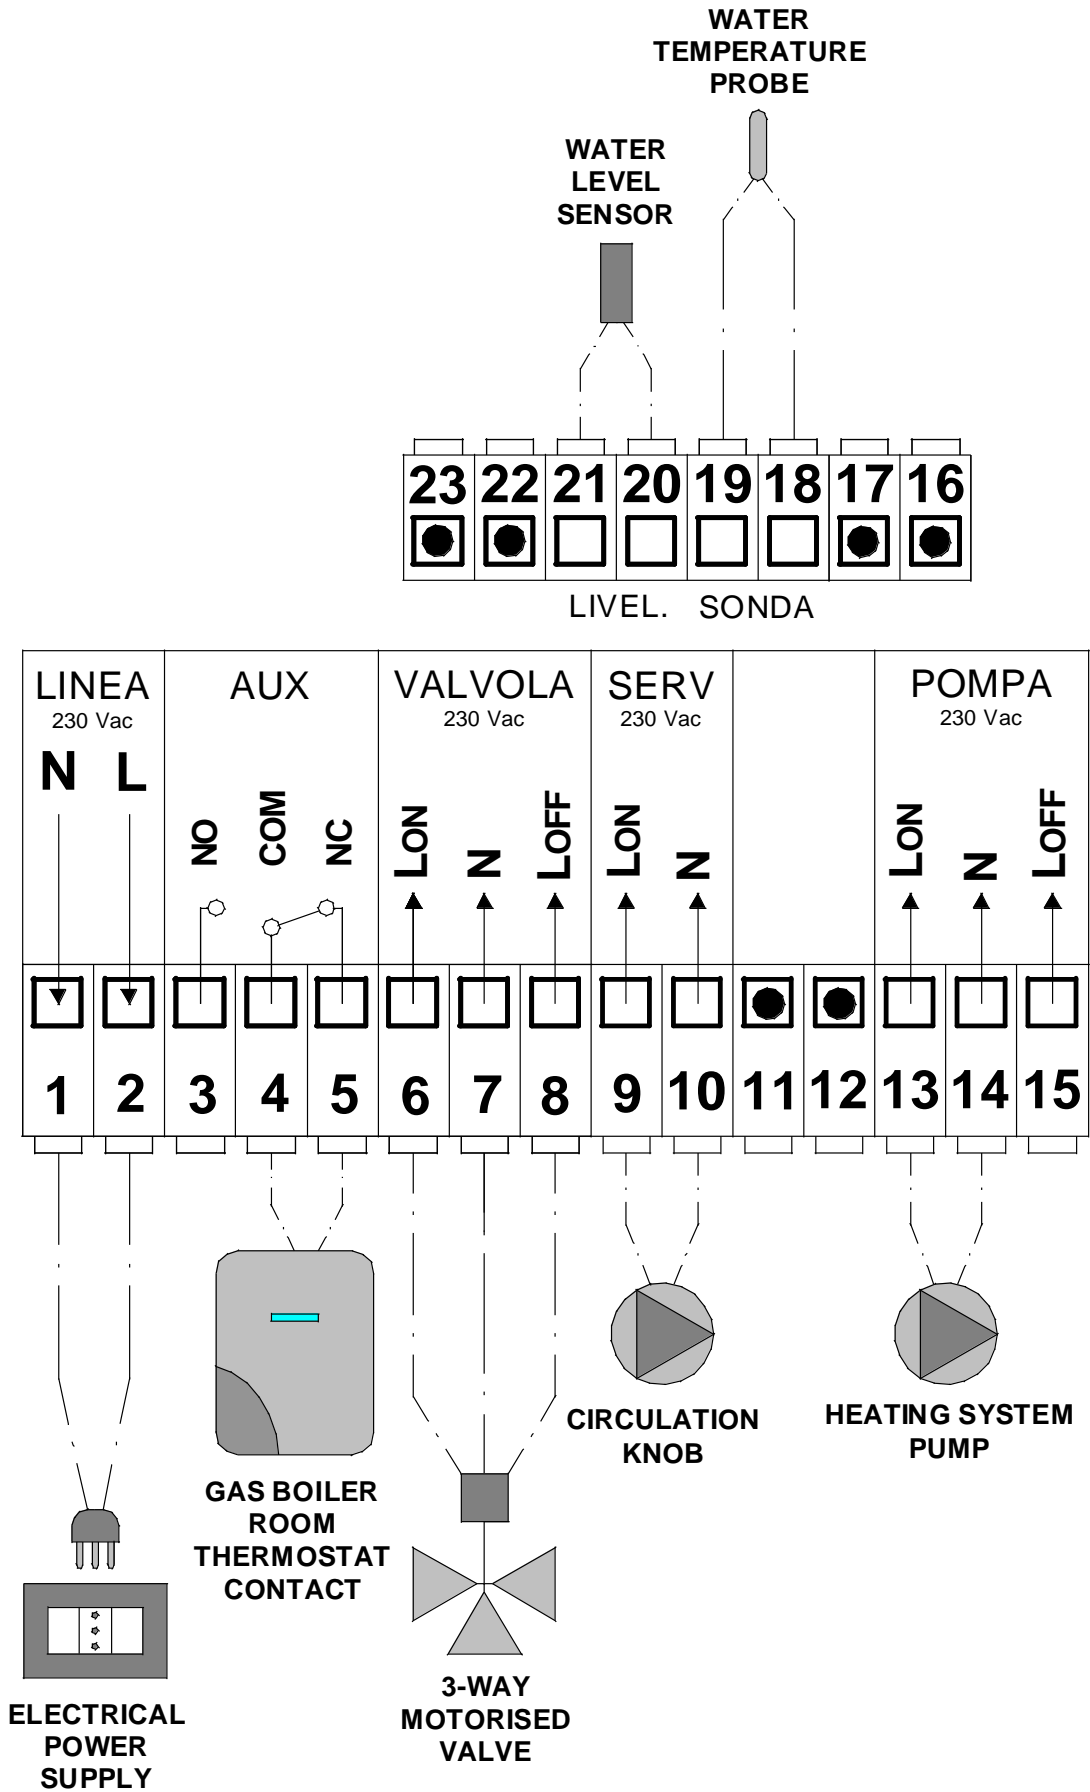 WATER
TEMPERATURE
PROBE
WATER
LEVEL
SENSOR
23 22 21 20 19 18 17 16
LIVEL. SONDA
LINEA AUX VALVOLA SERV POMPA
230 Vac 230 Vac 230 Vac 230 Vac
N L
NO COM NC LON N LOFF LON N LON N LOFF
1 2 3 4 5 6 7 8 9 10 11 12 13 14 15
CIRCULATION
KNOB
HEATING SYSTEM
PUMP
GAS BOILER
ROOM
THERMOSTAT
CONTACT
3-WAY
MOTORISED
VALVE
ELECTRICAL
POWER
SUPPLY